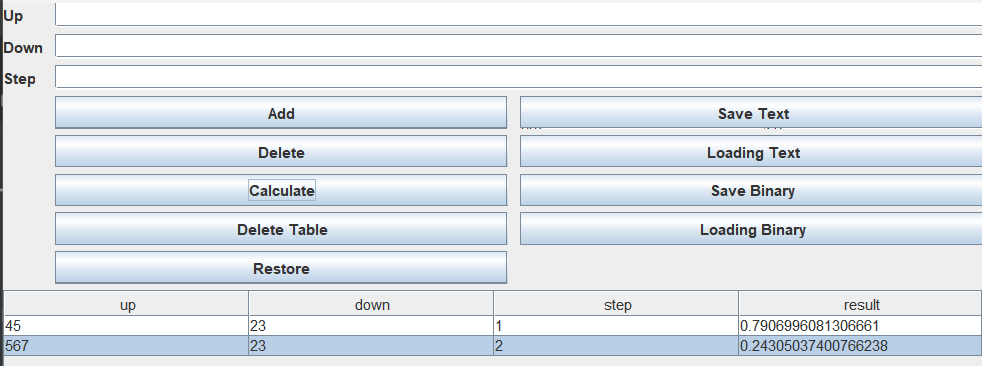 Up
Down
Step
Add Save Text
Delete Loading Text
Calculate Save Binary
Delete Table Loading Binary
Restore
up down step result
45 23 1 0.7906996081306661
567 23 2 0.24305037400766238